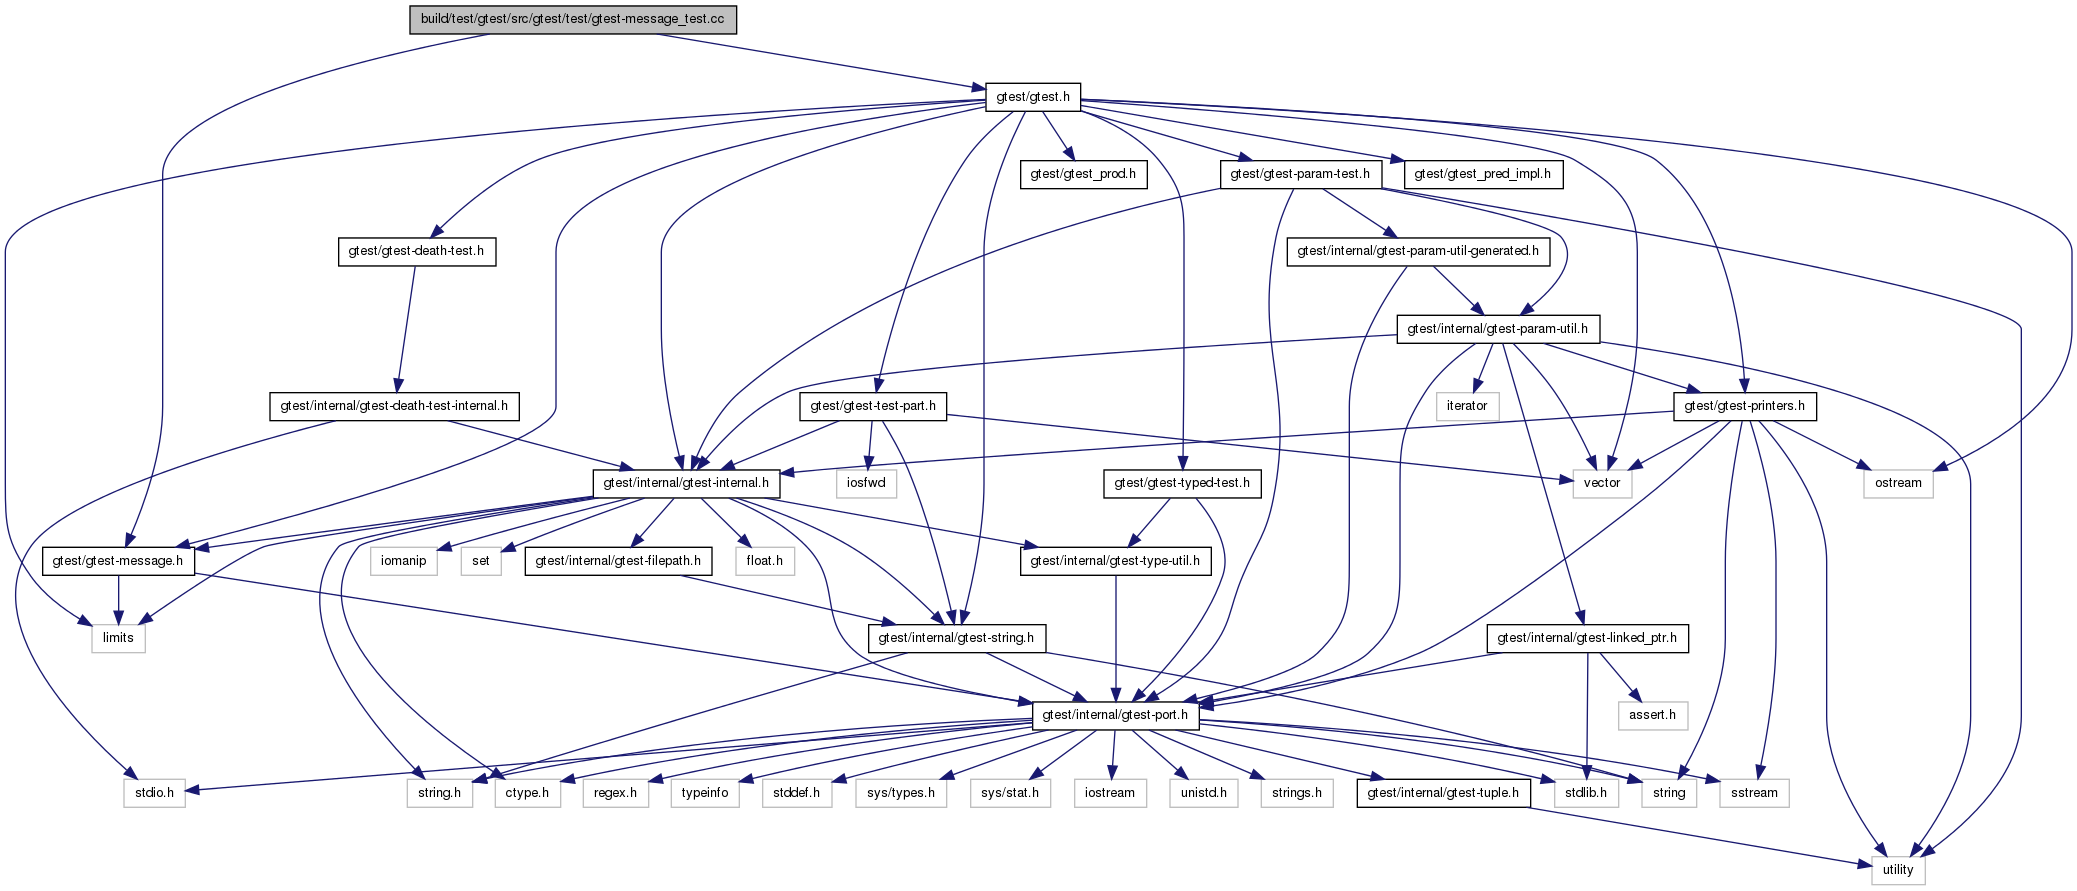 build/test/gtest/src/gtest/test/gtest-message_test.cc
gtest/gtest.h
gtest/gtest_prod.h
gtest/gtest-param-test.h
gtest/gtest_pred_impl.h
gtest/gtest-death-test.h
gtest/internal/gtest-param-util-generated.h
gtest/internal/gtest-param-util.h
gtest/internal/gtest-death-test-internal.h
gtest/gtest-test-part.h
iterator
gtest/gtest-printers.h
gtest/internal/gtest-internal.h
iosfwd
gtest/gtest-typed-test.h
vector
ostream
gtest/gtest-message.h
iomanip
set
gtest/internal/gtest-filepath.h
float.h
gtest/internal/gtest-type-util.h
limits
gtest/internal/gtest-string.h
gtest/internal/gtest-linked_ptr.h
gtest/internal/gtest-port.h
assert.h
stdio.h
string.h
ctype.h
regex.h
typeinfo
stddef.h
sys/types.h
sys/stat.h
iostream
unistd.h
strings.h
gtest/internal/gtest-tuple.h
stdlib.h
string
sstream
utility